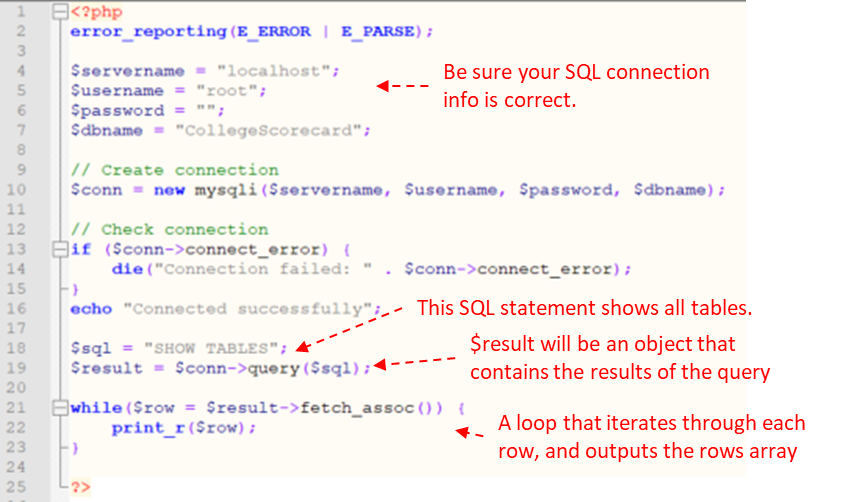 1 <?php
2 error_reporting(E_ERROR | E_PARSE);
3
4 $servername = "localhost";
5 $username = "root";
6 $password = "";
7 $dbname = "CollegeScorecard";
8
9 // Create connection
10 $conn = new mysqli($servername, $username, $password, $dbname);
11
12 // Check connection
13 if ($conn->connect_error) {
14     die("Connection failed: " . $conn->connect_error);
15 }
16 echo "Connected successfully";
17
18 $sql = "SHOW TABLES";
19 $result = $conn->query($sql);
20
21 while($row = $result->fetch_assoc()) {
22     print_r($row);
23 }
24
25 ?>
Be sure your SQL connection
info is correct.
This SQL statement shows all tables.
$result will be an object that
contains the results of the query
A loop that iterates through each
row, and outputs the rows array